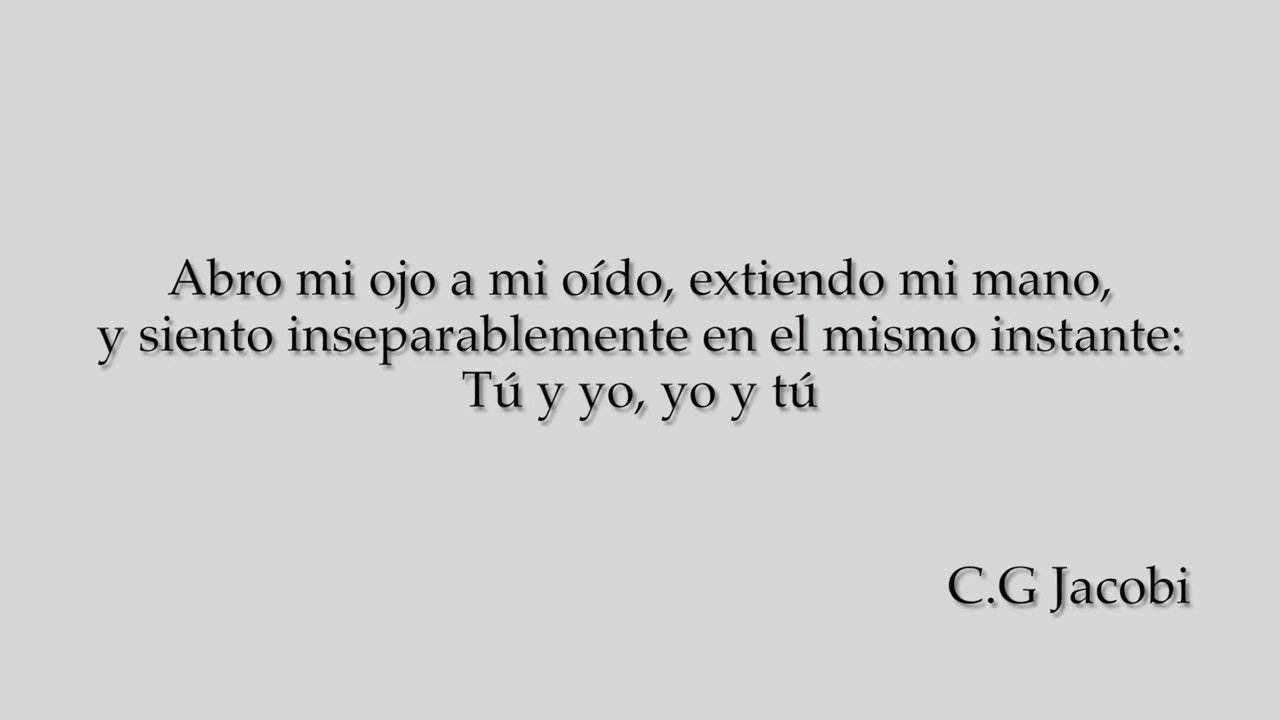 Abro mi ojo a mi oído, extiendo mi mano,
y siento inseparablemente en el mismo instante:
Tú y yo, yo y tú
C.G Jacobi